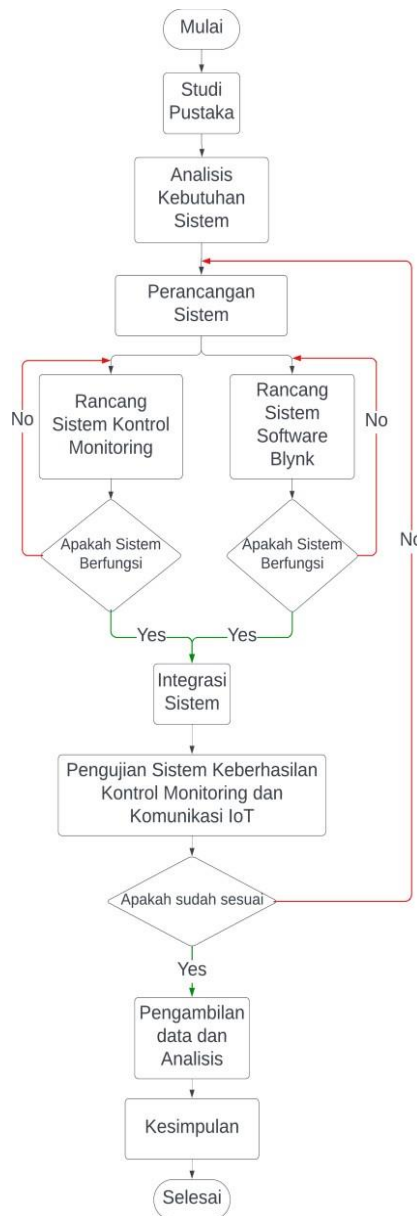 Mulai
Studi
Pustaka
Analisis
Kebutuhan
Sistem
Perancangan
Sistem
No
Rancang
Sistem Kontrol
Monitoring
Rancang
Sistem
Software
Blynk
No
Apakah Sistem
Berfungsi
Apakah Sistem
Berfungsi
No
Yes
Yes
Integrasi
Sistem
Pengujian Sistem Keberhasilan
Kontrol Monitoring dan
Komunikasi IoT
Apakah sudah sesuai
Yes
Pengambilan
data dan
Analisis
Kesimpulan
Selesai